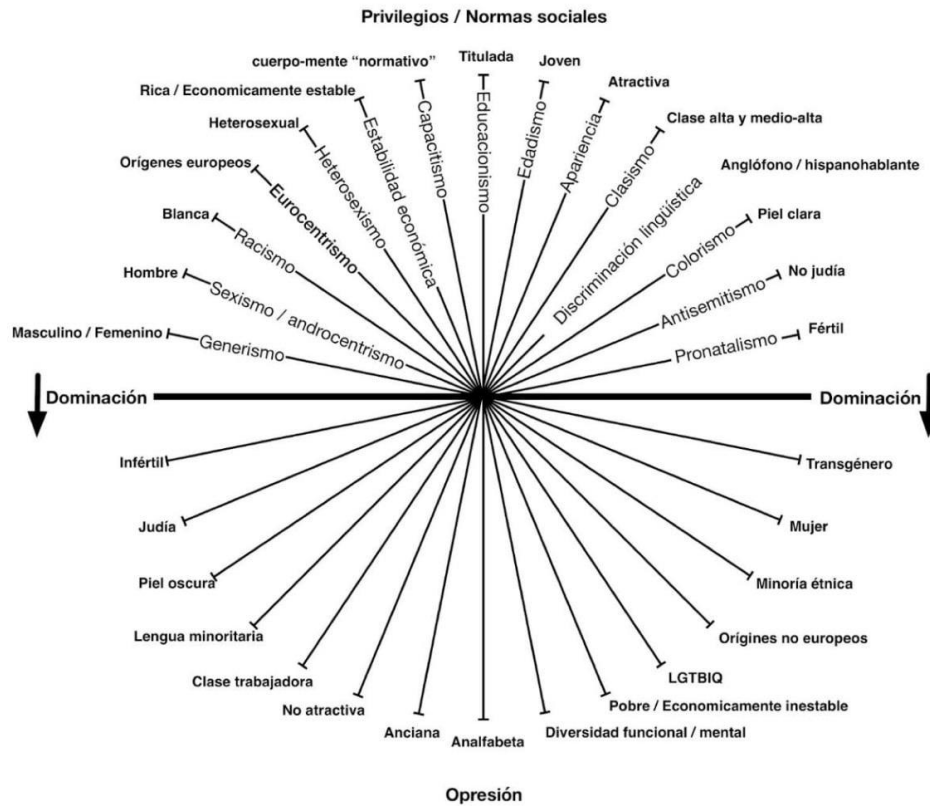 Privilegios / Normas sociales
Titulada
cuerpo-mente “normativo”
Joven
Rica / Economicamente estable
Atractiva
Heterosexual
Clase alta y medio-alta
Orígenes europeos
Anglófono / hispanohablante
Blanca
Piel clara
Hombre
No judía
Masculino / Femenino
Fértil
Generismo
Sexismo / androcentrismo
Racismo
Eurocentrismo
Heterosexismo
Estabilidad económica
Capacitismo
Educacionismo
Edadismo
Apariencia
Clasismo
Discriminación lingüística
Colorismo
Antisemitismo
Pronatalismo
Dominación
Dominación
Infértil
Transgénero
Judía
Mujer
Piel oscura
Minoría étnica
Lengua minoritaria
Orígines no europeos
Clase trabajadora
LGTBIQ
No atractiva
Pobre / Economicamente inestable
Anciana
Analfabeta
Diversidad funcional / mental
Opresión